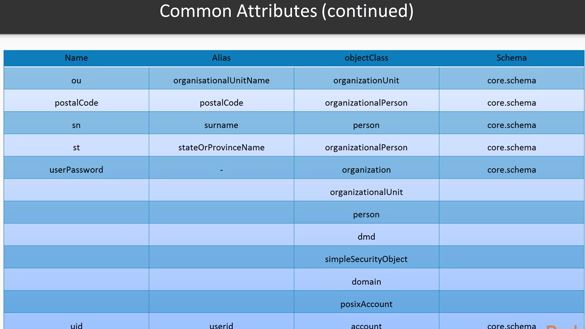 Common Attributes (continued)
Name Alias objectClass Schema
ou organisationalUnitName organizationUnit core.schema
postalCode postalCode organizationalPerson core.schema
sn surname person core.schema
st stateOrProvinceName organizationalPerson core.schema
userPassword - organization core.schema
organizationalUnit
person
dmd
simpleSecurityObject
domain
posixAccount
uid userid account core.schema